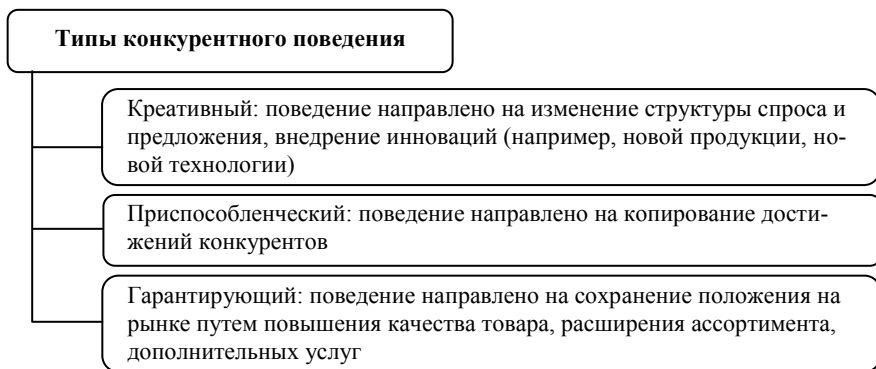 Типы конкурентного поведения
Креативный: поведение направлено на изменение структуры спроса и
предложения, внедрение инноваций (например, новой продукции, но-
вой технологии)
Приспособленческий: поведение направлено на копирование дости-
жений конкурентов
Гарантирующий: поведение направлено на сохранение положения на
рынке путем повышения качества товара, расширения ассортимента,
дополнительных услуг